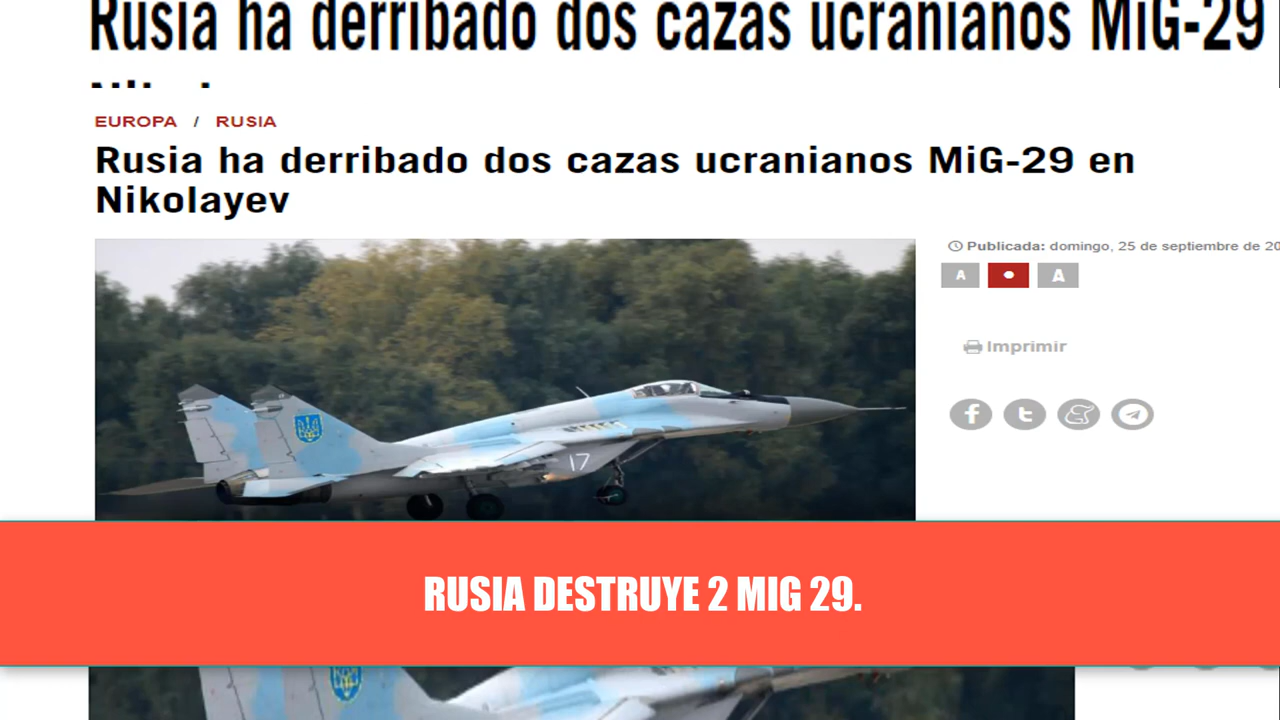 Rusia ha derribado dos cazas ucranianos MiG-29
EUROPA / RUSIA
Rusia ha derribado dos cazas ucranianos MiG-29 en
Nikolayev
Publicada: domingo, 25 de septiembre de 20
A A
Imprimir
17
RUSIA DESTRUYE 2 MIG 29.